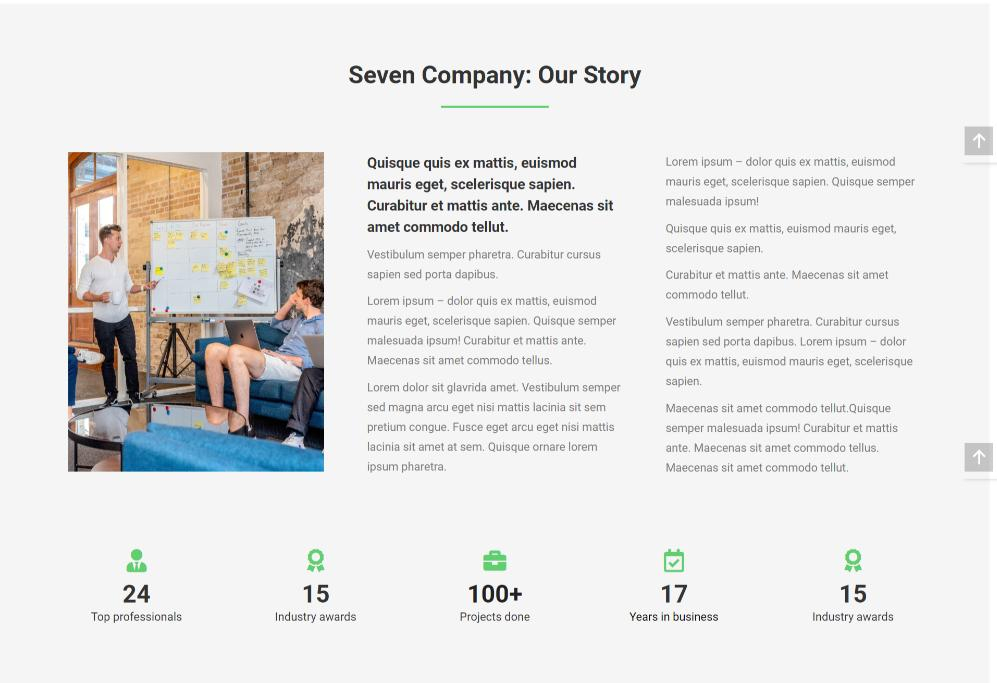 Seven Company: Our Story
Quisque quis ex mattis, euismod
mauris eget, scelerisque sapien.
Curabitur et mattis ante. Maecenas sit
amet commodo tellut.
Vestibulum semper pharetra. Curabitur cursus
sapien sed porta dapibus.
Lorem ipsum – dolor quis ex mattis, euismod
mauris eget, scelerisque sapien. Quisque semper
malesuada ipsum! Curabitur et mattis ante.
Maecenas sit amet commodo tellus.
Lorem dolor sit glavrida amet. Vestibulum semper
sed magna arcu eget nisi mattis lacinia sit sem
pretium congue. Fusce eget arcu eget nisi mattis
lacinia sit amet at sem. Quisque ornare lorem
ipsum pharetra.
Lorem ipsum – dolor quis ex mattis, euismod
mauris eget, scelerisque sapien. Quisque semper
malesuada ipsum!
Quisque quis ex mattis, euismod mauris eget,
scelerisque sapien.
Curabitur et mattis ante. Maecenas sit amet
commodo tellut.
Vestibulum semper pharetra. Curabitur cursus
sapien sed porta dapibus. Lorem ipsum – dolor
quis ex mattis, euismod mauris eget, scelerisque
sapien.
Maecenas sit amet commodo tellut.Quisque
semper malesuada ipsum! Curabitur et mattis
ante. Maecenas sit amet commodo tellus.
Maecenas sit amet commodo tellut.
24
Top professionals
15
Industry awards
100+
Projects done
17
Years in business
15
Industry awards